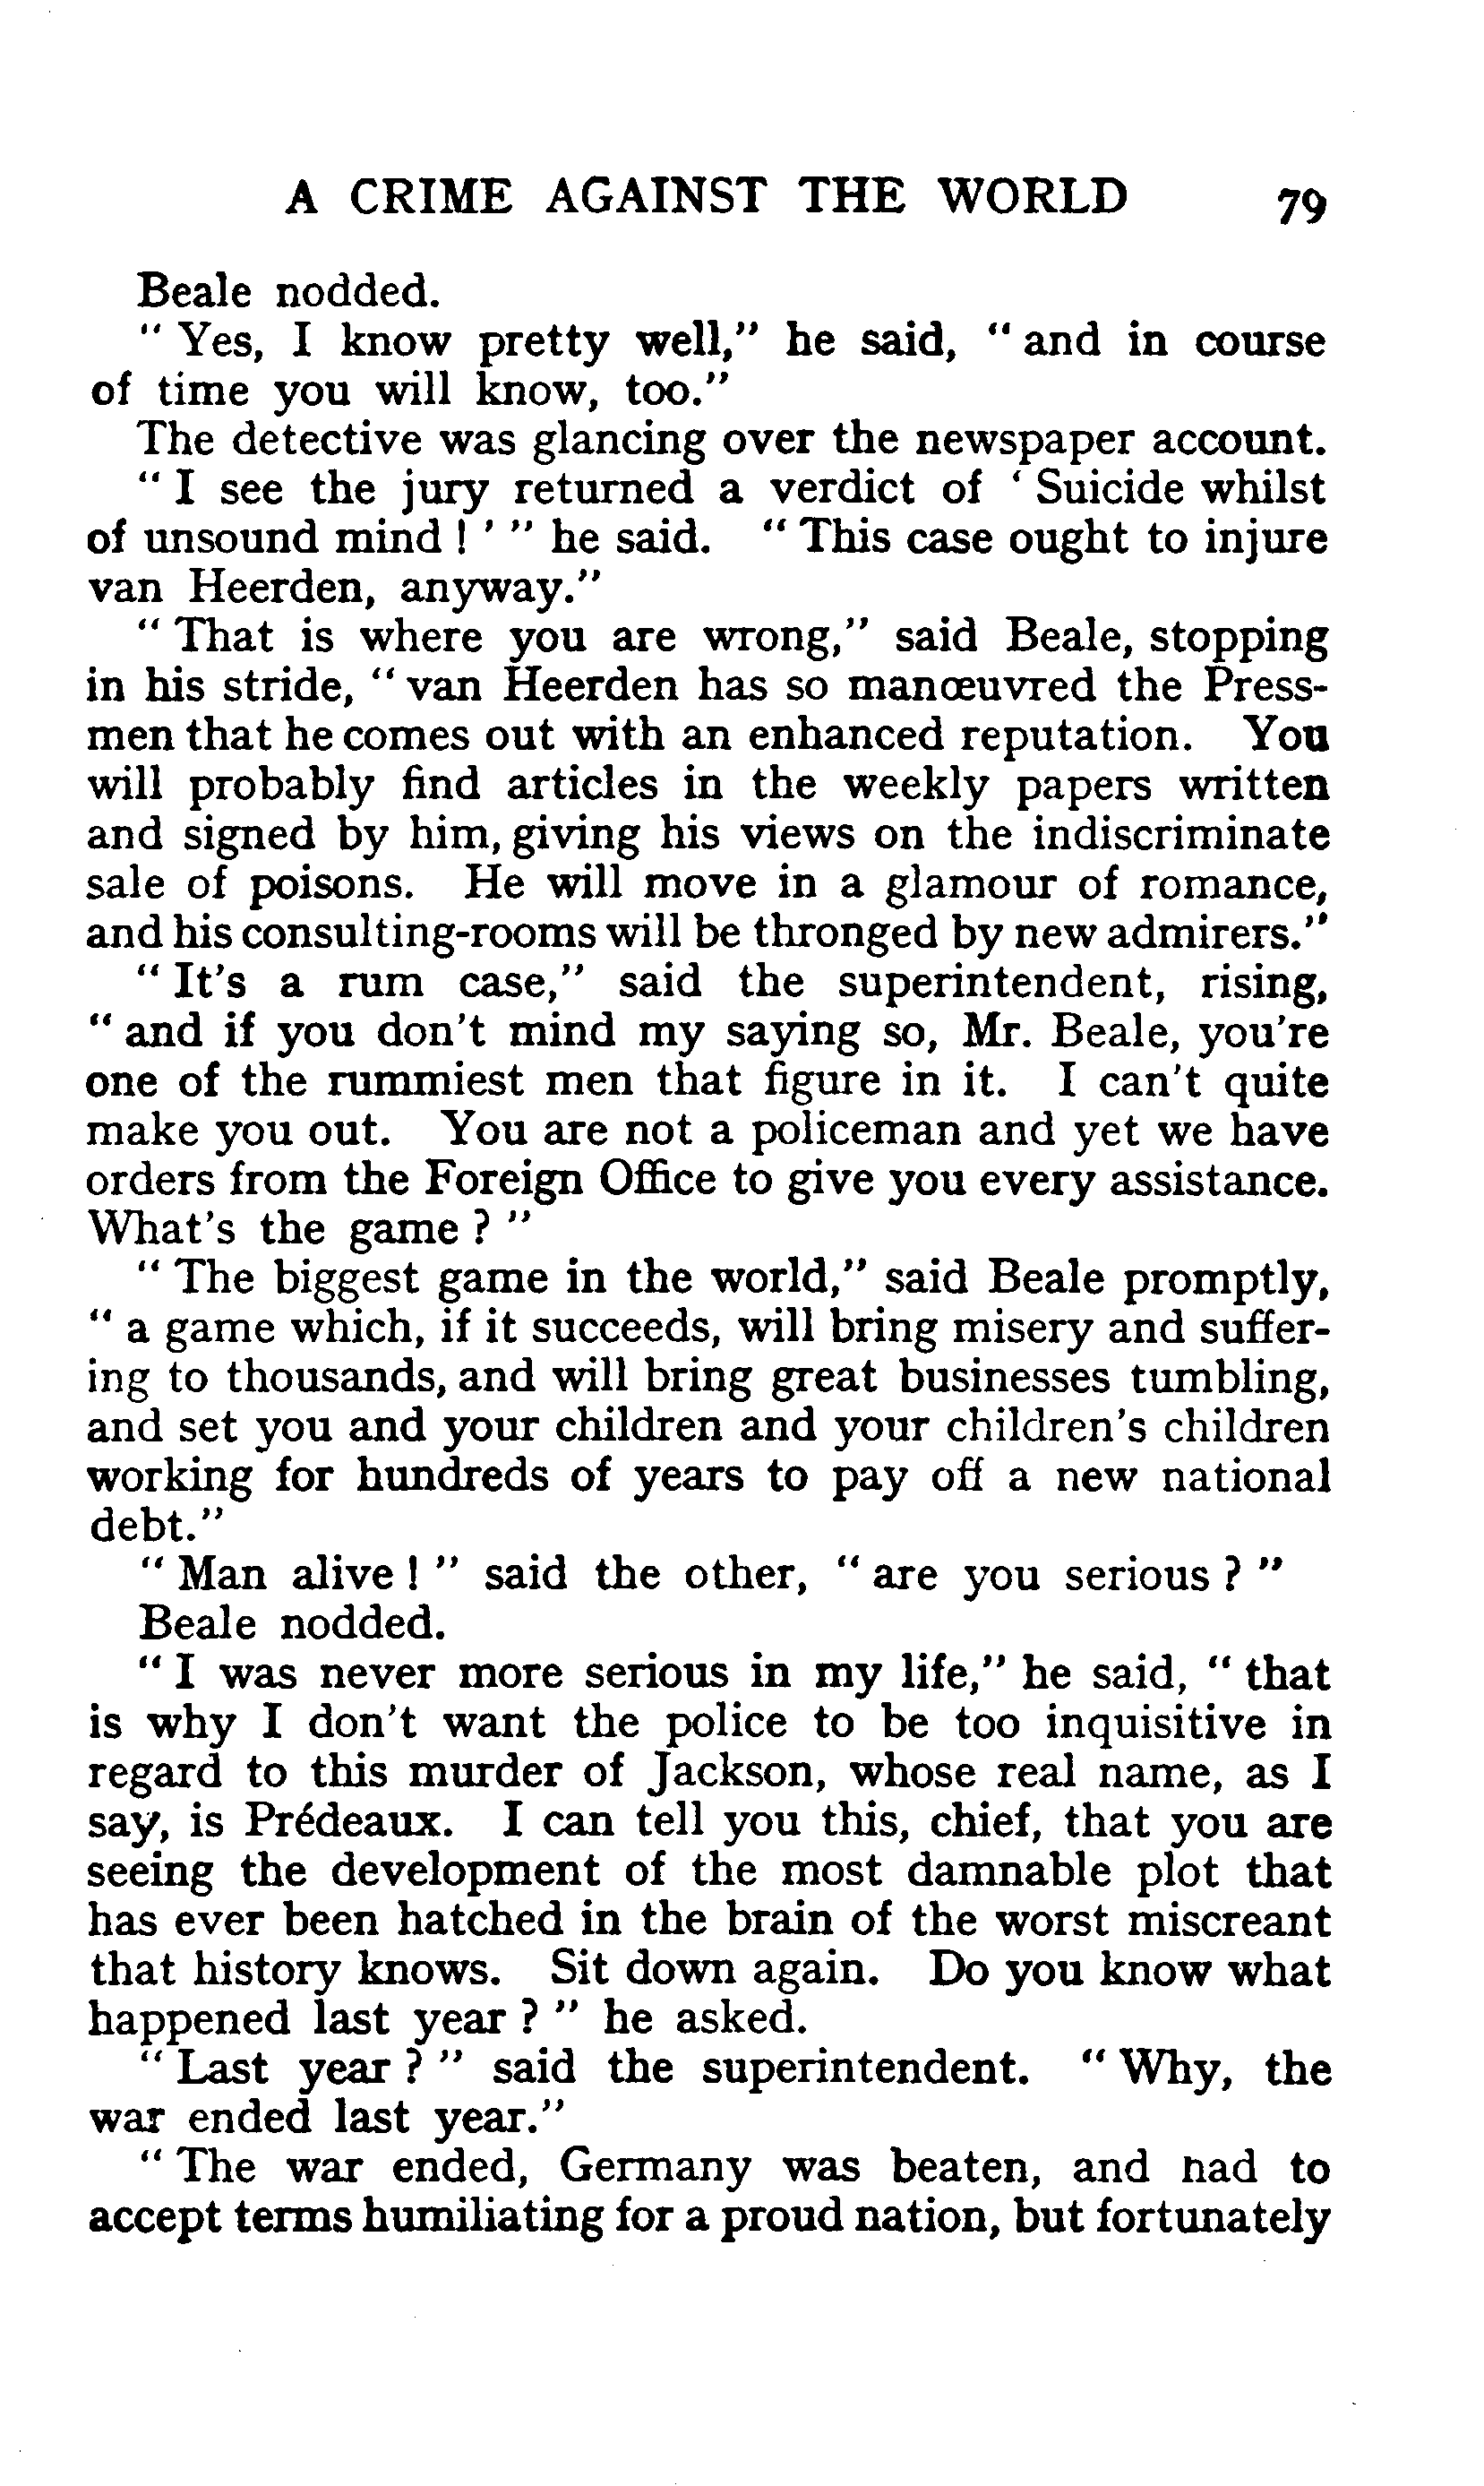 A CRIME AGAINST THE WORLD 79
Beale nodded.
" Yes, I know pretty well," he said, " and in course
of time you will know, too."
The detective was glancing over the newspaper account.
" I see the jury returned a verdict of ' Suicide whilst
of unsound mind ! ' " he said. " This case ought to injure
van Heerden, anyway."
" That is where you are wrong," said Beale, stopping
in his stride, " van Heerden has so manœuvred the Press-
men that he comes out with an enhanced reputation. You
will probably find articles in the weekly papers written
and signed by him, giving his views on the indiscriminate
sale of poisons. He will move in a glamour of romance,
and his consulting-rooms will be thronged by new admirers."
" It's a rum case," said the superintendent, rising,
" and if you don't mind my saying so, Mr. Beale, you're
one of the rummiest men that figure in it. I can't quite
make you out. You are not a policeman and yet we have
orders from the Foreign Office to give you every assistance.
What's the game ? "
" The biggest game in the world," said Beale promptly,
" a game which, if it succeeds, will bring misery and suffer-
ing to thousands, and will bring great businesses tumbling,
and set you and your children and your children's children
working for hundreds of years to pay off a new national
debt."
" Man alive ! " said the other, " are you serious ? "
Beale nodded.
" I was never more serious in my life," he said, " that
is why I don't want the police to be too inquisitive in
regard to this murder of Jackson, whose real name, as I
say, is Prédeaux. I can tell you this, chief, that you are
seeing the development of the most damnable plot that
has ever been hatched in the brain of the worst miscreant
that history knows. Sit down again. Do you know what
happened last year ? " he asked.
" Last year ? " said the superintendent. " Why, the
war ended last year."
" The war ended, Germany was beaten, and had to
accept terms humiliating for a proud nation, but fortunately